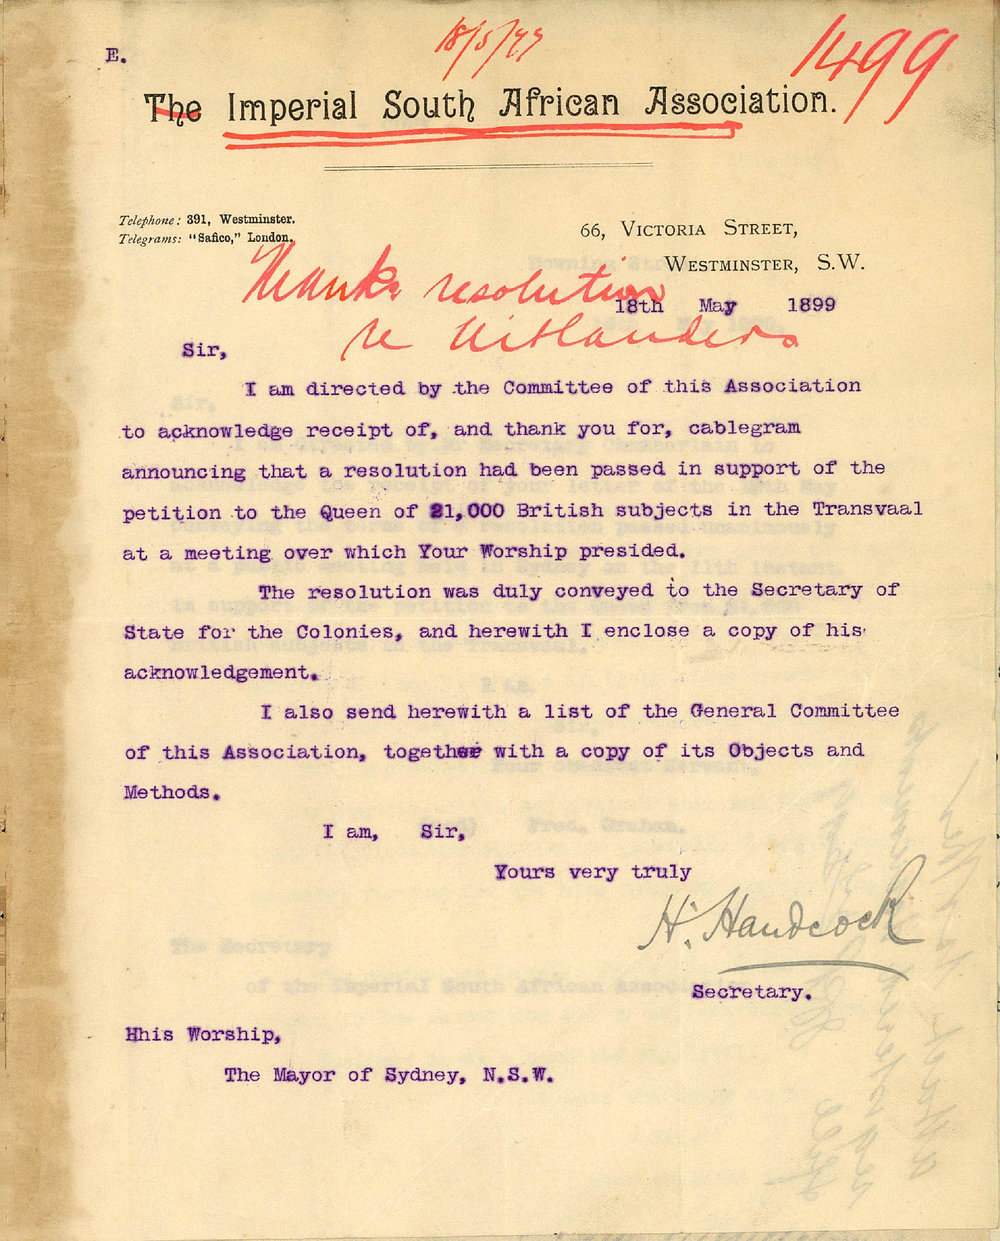 18/5/99
1499
E.
The Imperial South African Association.
Telephone: 391, Westminster.
Telegrams: "Safico," London.
66, Victoria Street,
Westminster, S.W.
Thanks resolution
re Uitlanders
18th May 1899
Sir,
I am directed by the Committee of this Association
to acknowledge receipt of, and thank you for, cablegram
announcing that a resolution had been passed in support of the
petition to the Queen of 21,000 British subjects in the Transvaal
at a meeting over which Your Worship presided.
The resolution was duly conveyed to the Secretary of
State for the Colonies, and herewith I enclose a copy of his
acknowledgement.
I also send herewith a list of the General Committee
of this Association, together with a copy of its Objects and
Methods.
I am, Sir,
Yours very truly
H. Handcock
Secretary.
Hhis Worship,
The Mayor of Sydney, N.S.W.